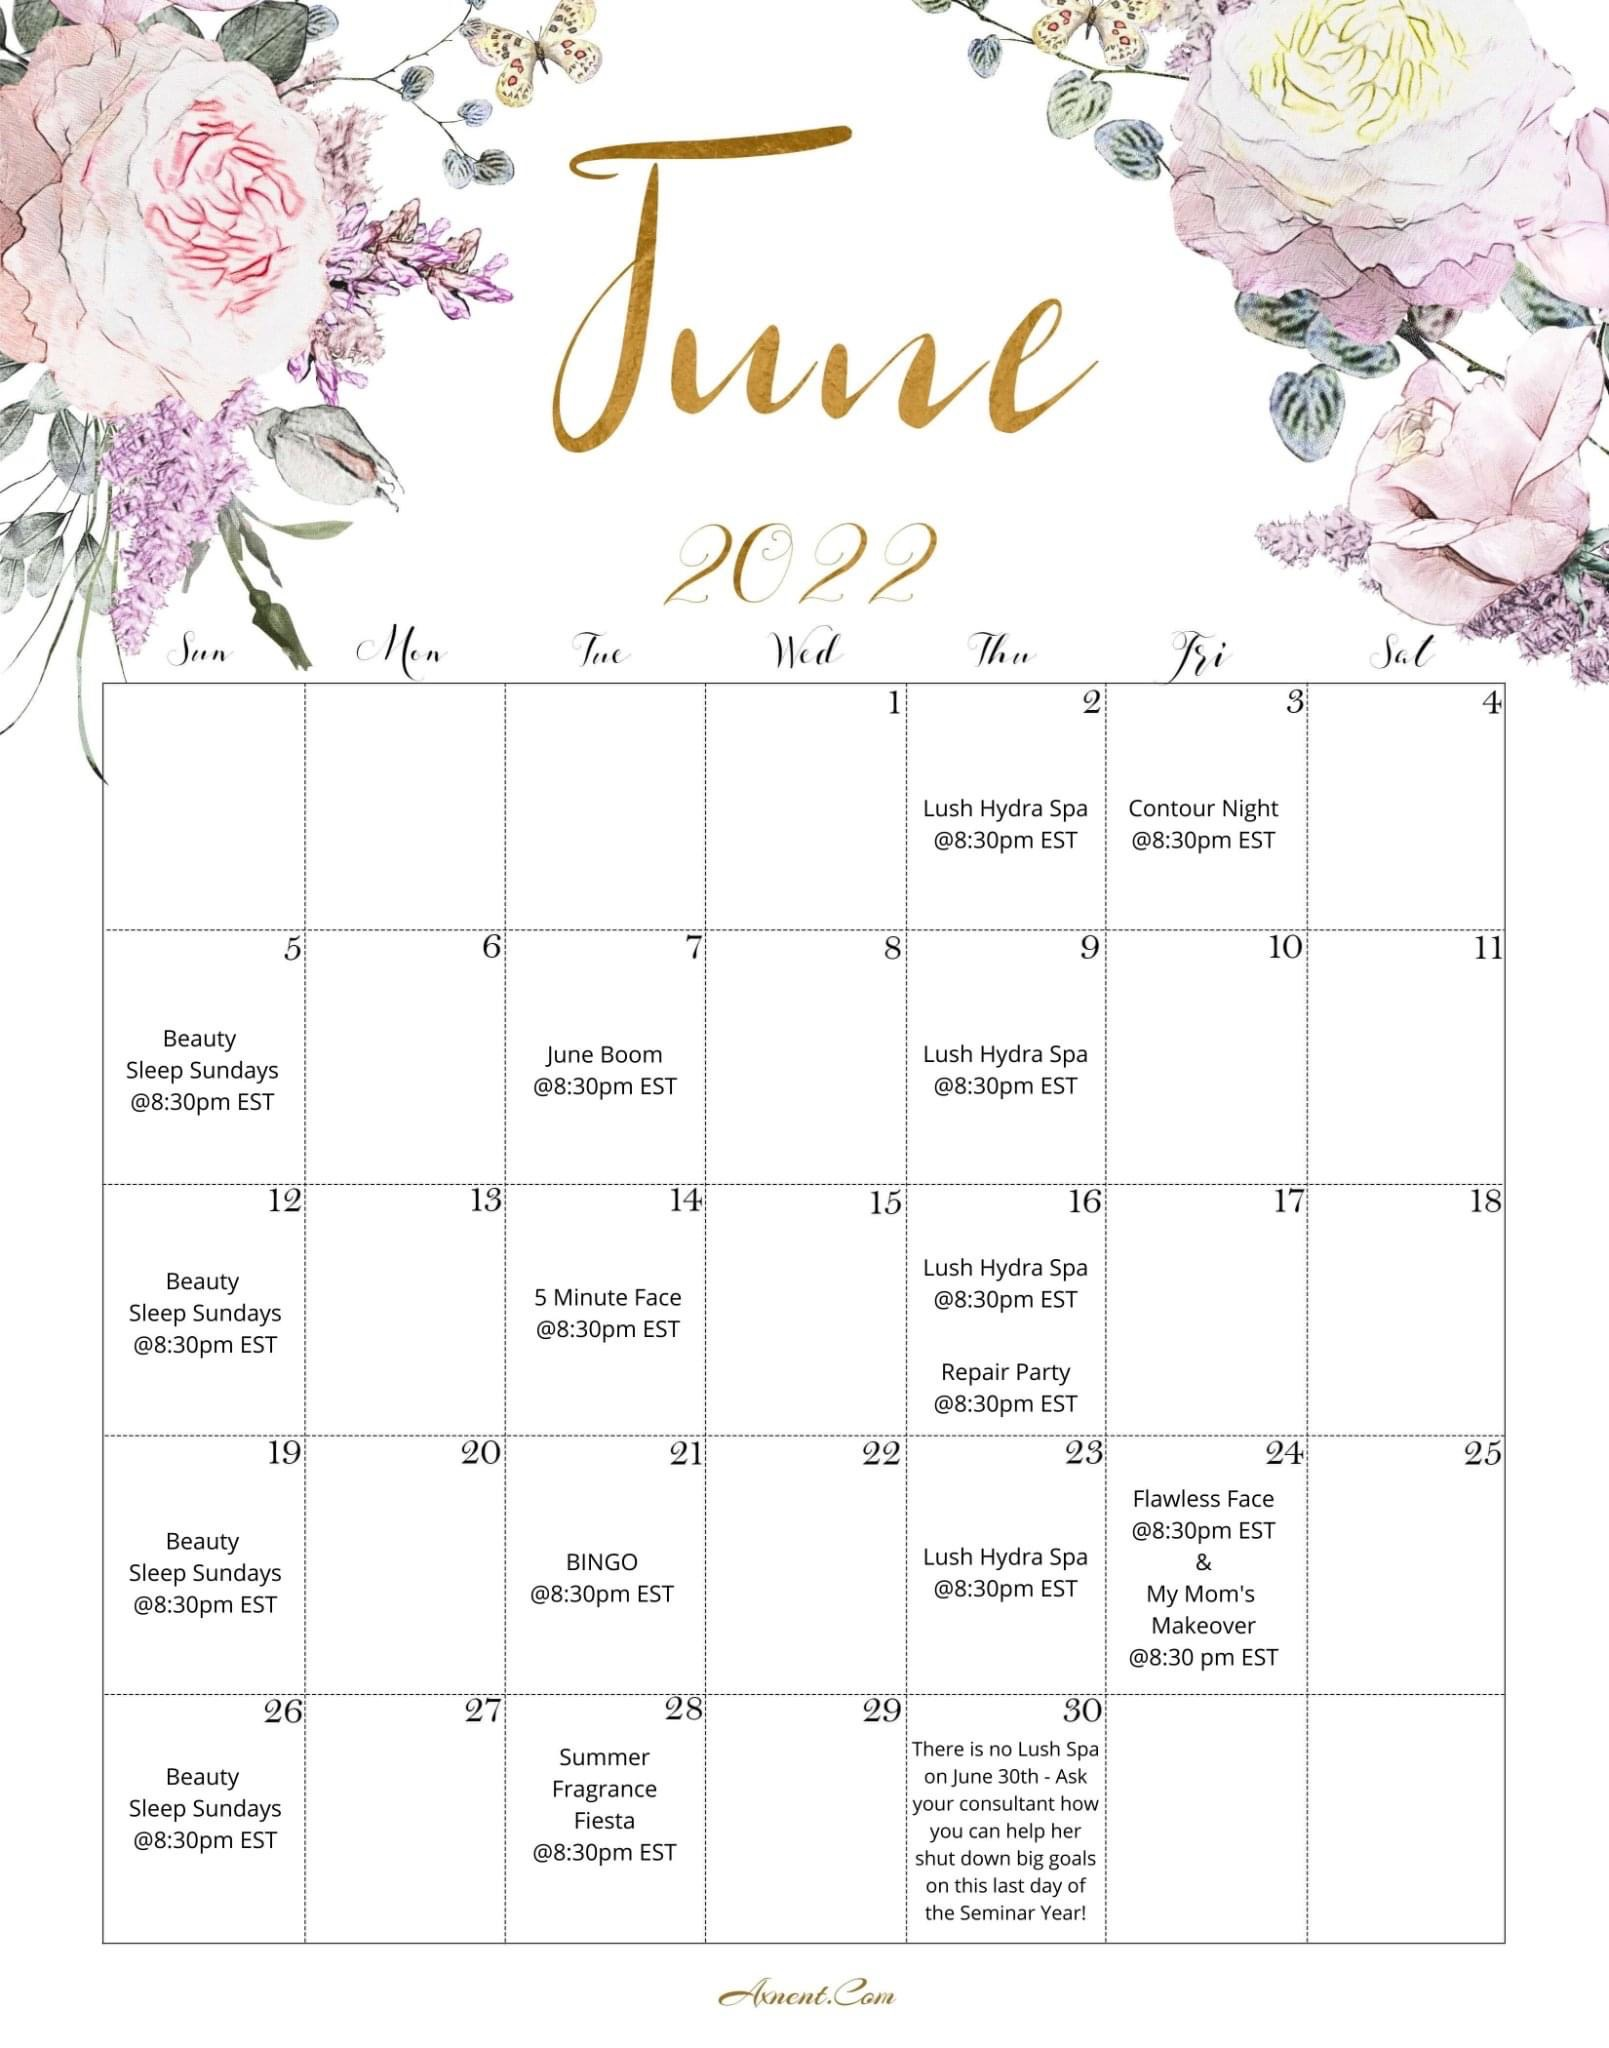 June
2022
Sun Mon Tue Wed Thu Fri Sat
1 2 3 4
Lush Hydra Spa
@8:30pm EST
Contour Night
@8:30pm EST
5 6 7 8 9 10 11
Beauty
Sleep Sundays
@8:30pm EST
June Boom
@8:30pm EST
Lush Hydra Spa
@8:30pm EST
12 13 14 15 16 17 18
Beauty
Sleep Sundays
@8:30pm EST
5 Minute Face
@8:30pm EST
Lush Hydra Spa
@8:30pm EST
Repair Party
@8:30pm EST
19 20 21 22 23 24 25
Beauty
Sleep Sundays
@8:30pm EST
BINGO
@8:30pm EST
Lush Hydra Spa
@8:30pm EST
Flawless Face
@8:30pm EST
&
My Mom's
Makeover
@8:30 pm EST
26 27 28 29 30
Beauty
Sleep Sundays
@8:30pm EST
Summer
Fragrance
Fiesta
@8:30pm EST
There is no Lush Spa
on June 30th - Ask
your consultant how
you can help her
shut down big goals
on this last day of
the Seminar Year!
Axnent.Com